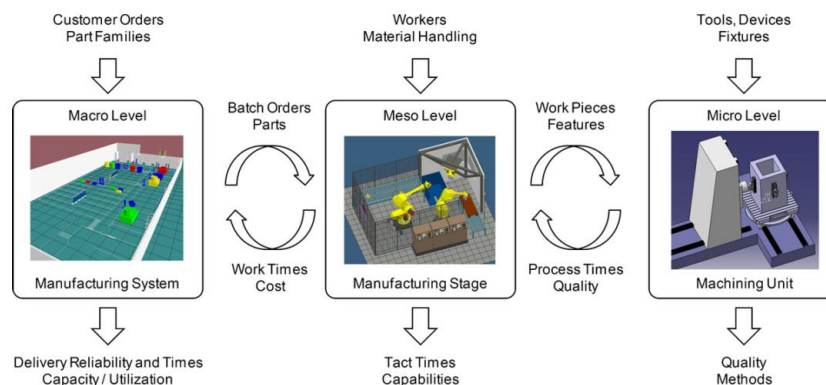 Customer Orders
Part Families
Workers
Material Handling
Tools, Devices
Fixtures
Macro Level
Batch Orders
Parts
Meso Level
Work Pieces
Features
Micro Level
Work Times
Cost
Process Times
Quality
Manufacturing System
Manufacturing Stage
Machining Unit
Delivery Reliability and Times
Capacity / Utilization
Tact Times
Capabilities
Quality
Methods